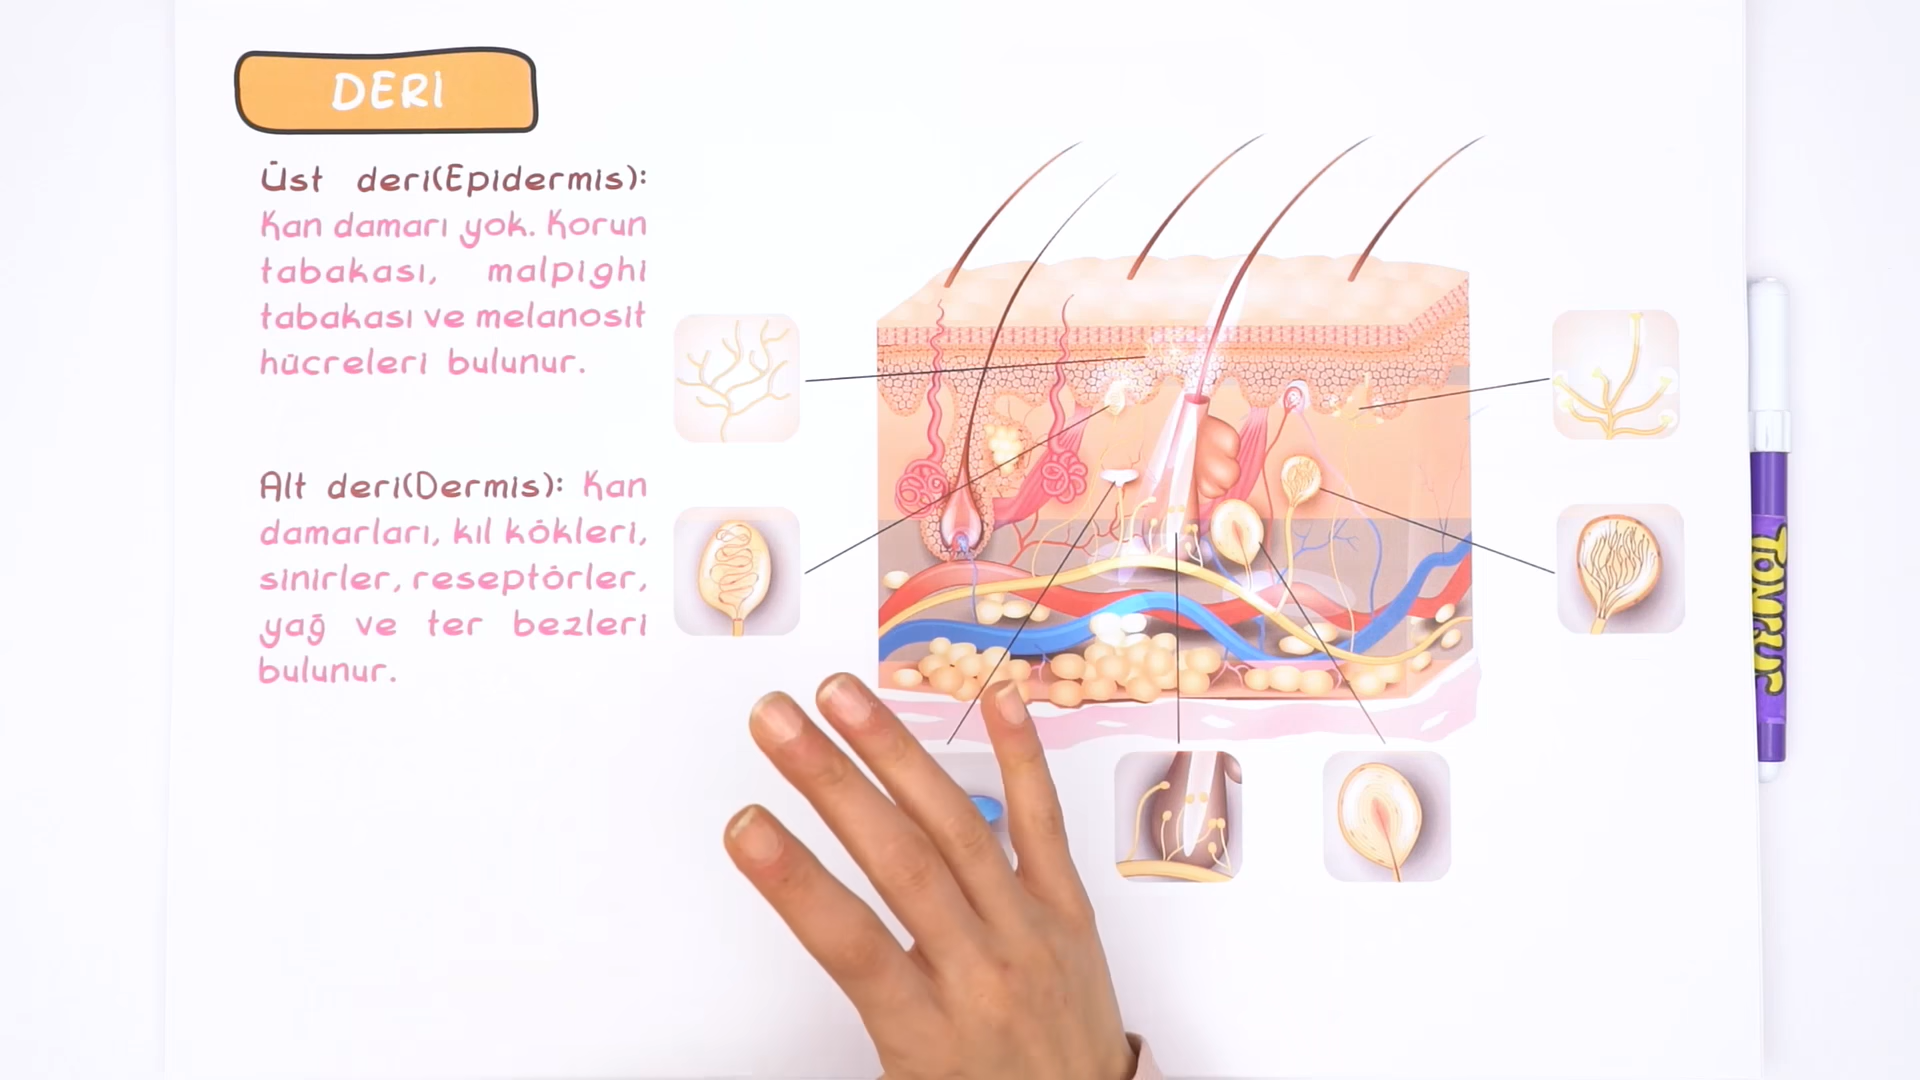 DERİ
Üst deri(Epidermis):
Kan damarı yok. Korun
tabakası, malpighi
tabakası ve melanosit
hücreleri bulunur.
Alt deri(Dermis): Kan
damarları, kıl kökleri,
sinirler, reseptörler,
yağ ve ter bezleri
bulunur.
TOMBUL